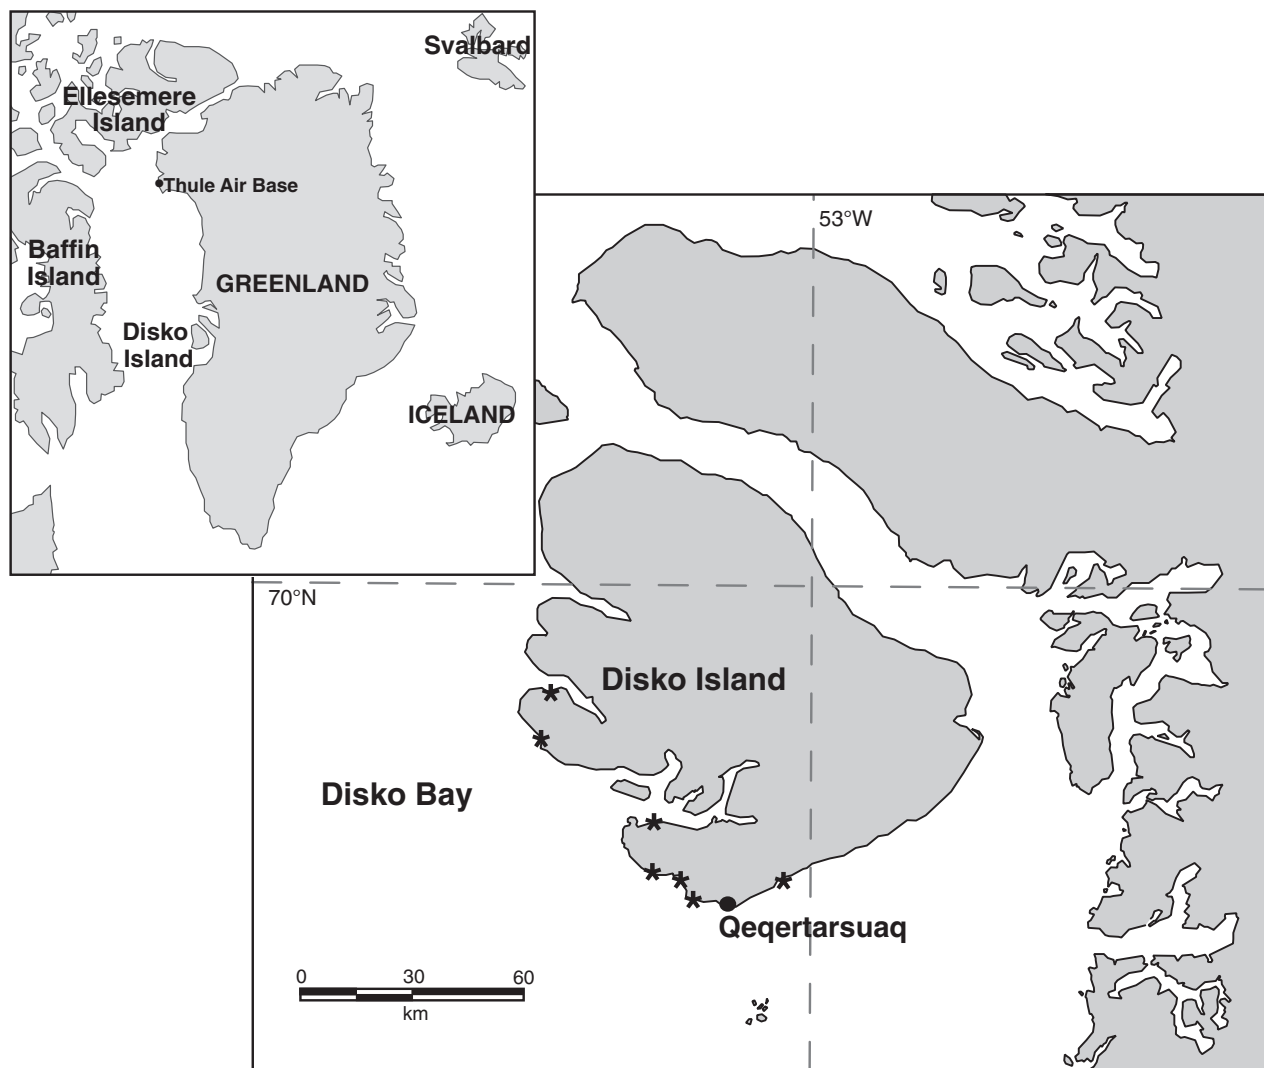 Svalbard
Ellesemere
Island
Thule Air Base
Baffin
Island
GREENLAND
Disko
Island
ICELAND
53°W
70°N
Disko Island
Disko Bay
Qeqertarsuaq
0 30 60
km